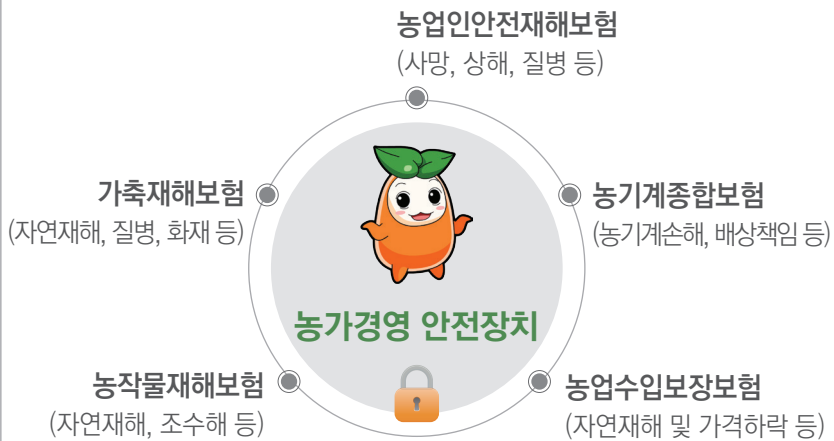 농업인안전재해보험
(사망, 상해, 질병 등)
가축재해보험
(자연재해, 질병, 화재 등)
농기계종합보험
(농기계손해, 배상책임 등)
농가경영 안전장치
농작물재해보험
(자연재해, 조수해 등)
농업수입보장보험
(자연재해 및 가격하락 등)